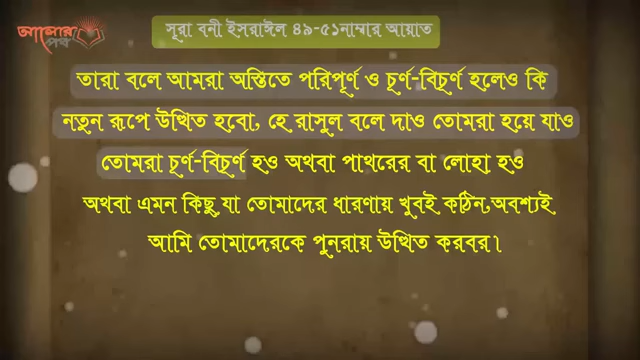 আলোর
পথ
সূরা বনী ইসরাঈল ৪৯-৫১নাম্বার আয়াত
তারা বলে আমরা অস্তিতে পরিপূর্ণ ও চূর্ণ-বিচূর্ণ হলেও কি
নতুন রূপে উত্থিত হবো, হে রাসুল বলে দাও তোমরা হয়ে যাও
তোমরা চূর্ণ-বিচূর্ণ হও অথবা পাথরের বা লোহা হও
অথবা এমন কিছু যা তোমাদের ধারণায় খুবই কঠিন,অবশ্যই
আমি তোমাদেরকে পুনরায় উত্থিত করবর।